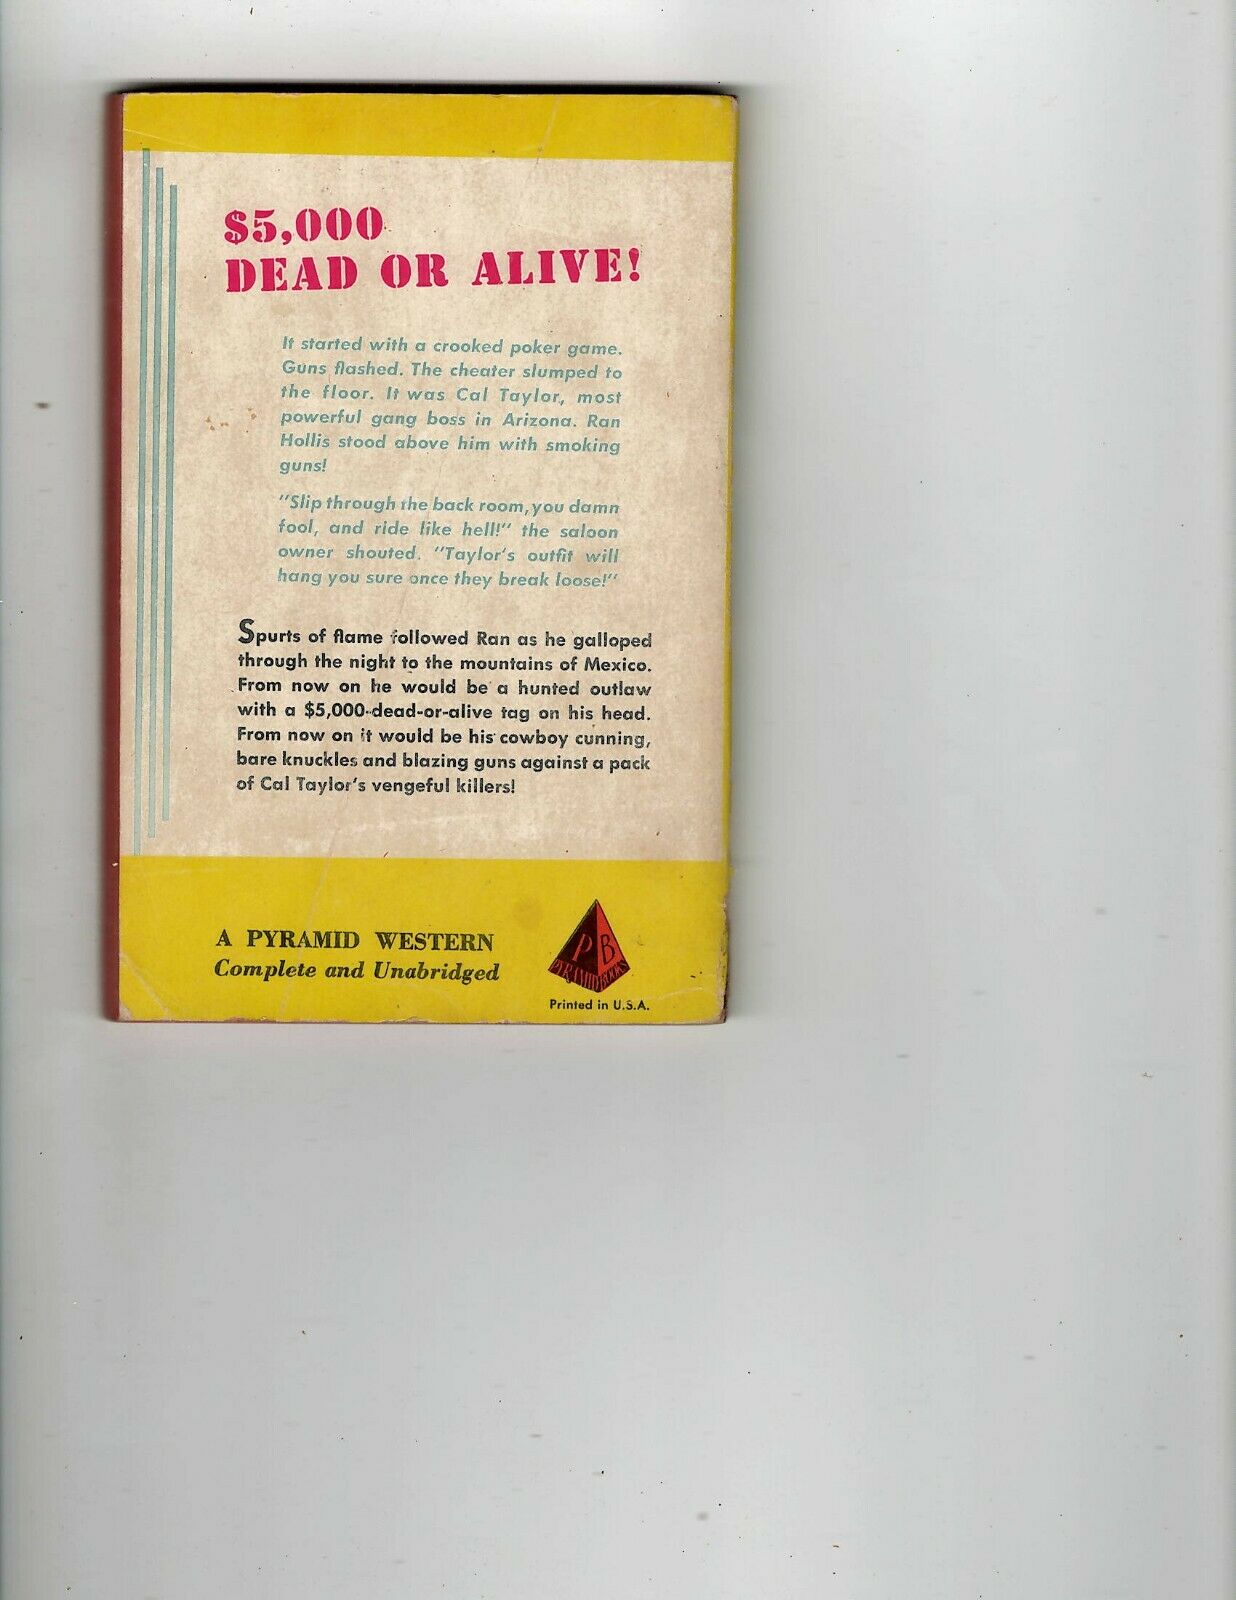 $5,000
DEAD OR ALIVE!
It started with a crooked poker game.
Guns flashed. The cheater slumped to
the floor. It was Cal Taylor, most
powerful gang boss in Arizona. Ran
Hollis stood above him with smoking
guns!
"Slip through the back room, you damn
fool, and ride like hell!" the saloon
owner shouted. "Taylor's outfit will
hang you sure once they break loose!"
Spurts of flame followed Ran as he galloped
through the night to the mountains of Mexico.
From now on he would be a hunted outlaw
with a $5,000-dead-or-alive tag on his head.
From now on it would be his cowboy cunning,
bare knuckles and blazing guns against a pack
of Cal Taylor's vengeful killers!
A PYRAMID WESTERN
Complete and Unabridged
P B
PYRAMID BOOKS
Printed in U.S.A.